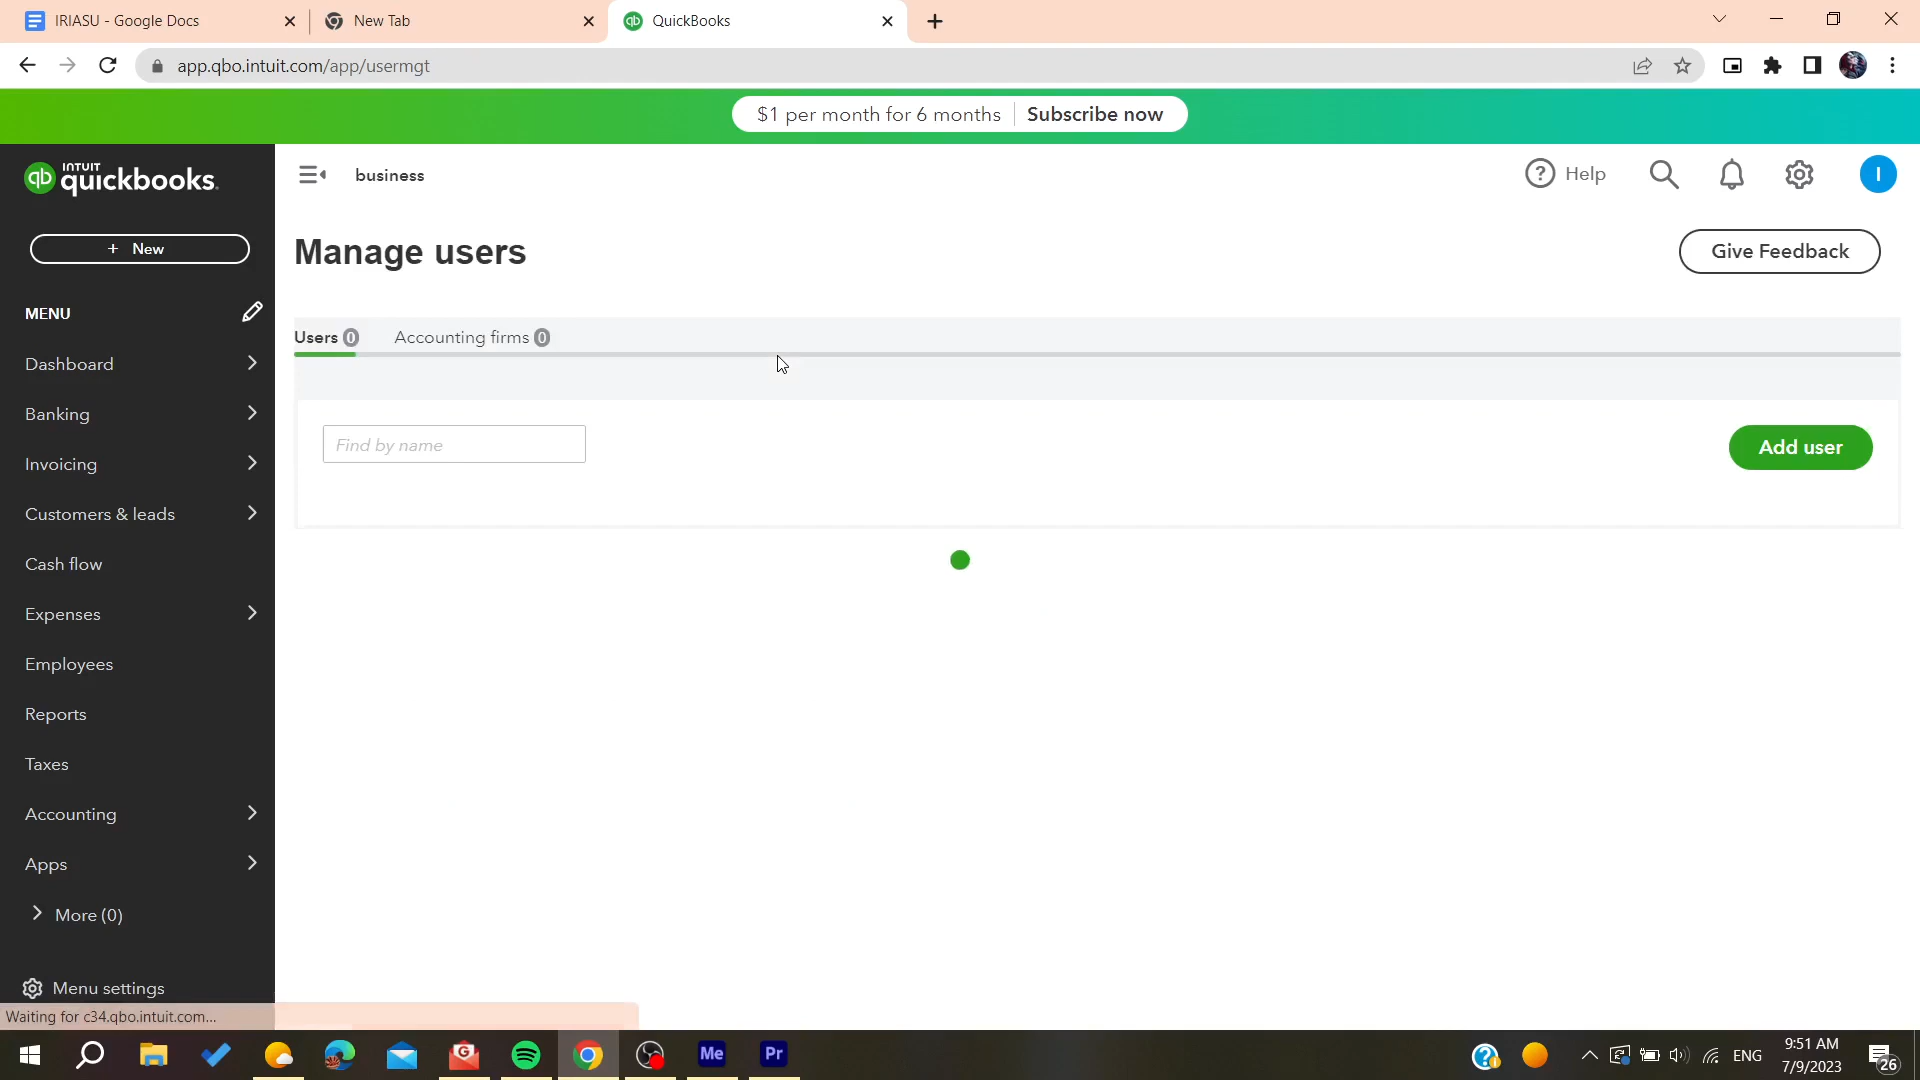 IRIASU - Google Docs
New Tab
QuickBooks
app.qbo.intuit.com/app/usermgt
$1 per month for 6 months
Subscribe now
qb INTUIT quickbooks.
business
Help
I
+ New
Manage users
Give Feedback
MENU
Users 0
Accounting firms 0
Dashboard
Banking
Find by name
Add user
Invoicing
Customers & leads
Cash flow
Expenses
Employees
Reports
Taxes
Accounting
Apps
More (0)
Menu settings
Waiting for c34.qbo.intuit.com...
Me
Pr
ENG
9:51 AM
7/9/2023
26